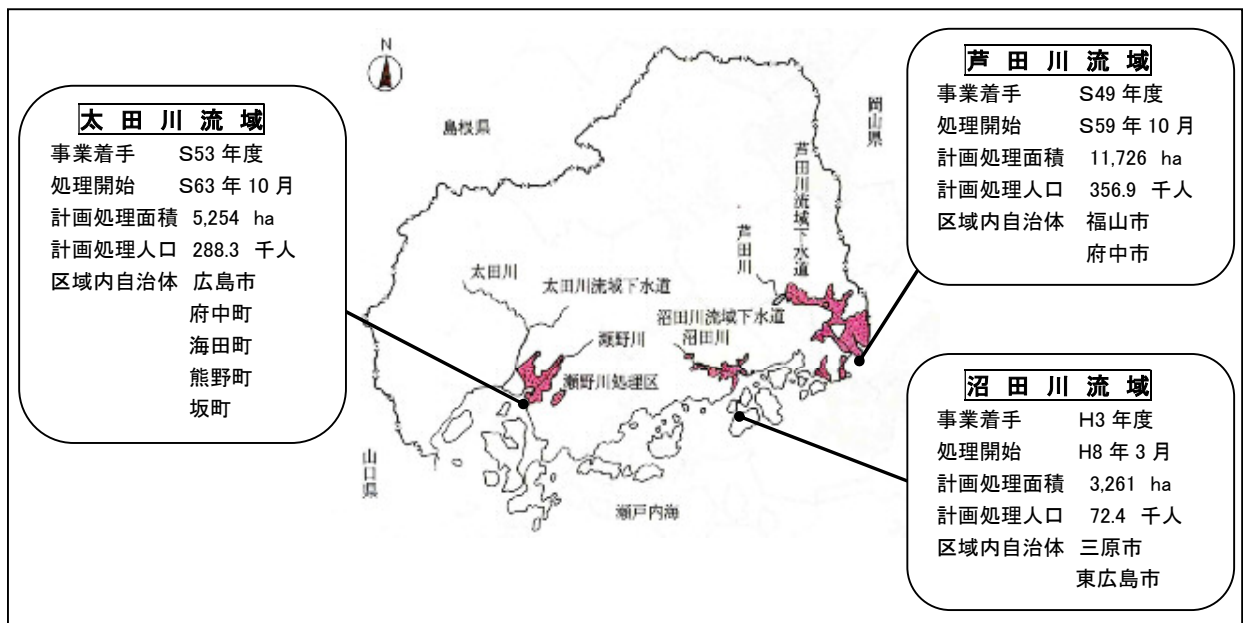 太田川流域
事業着手 S53年度
処理開始 S63年10月
計画処理面積 5,254 ha
計画処理人口 288.3 千人
区域内自治体 広島市
府中町
海田町
熊野町
坂町
N
島根県
岡山県
芦田川流域下水道
芦田川
太田川
太田川流域下水道
沼田川流域下水道
沼田川
瀬野川
瀬野川処理区
山口県
瀬戸内海
芦田川流域
事業着手 S49年度
処理開始 S59年10月
計画処理面積 11,726 ha
計画処理人口 356.9 千人
区域内自治体 福山市
府中市
沼田川流域
事業着手 H3年度
処理開始 H8年3月
計画処理面積 3,261 ha
計画処理人口 72.4 千人
区域内自治体 三原市
東広島市